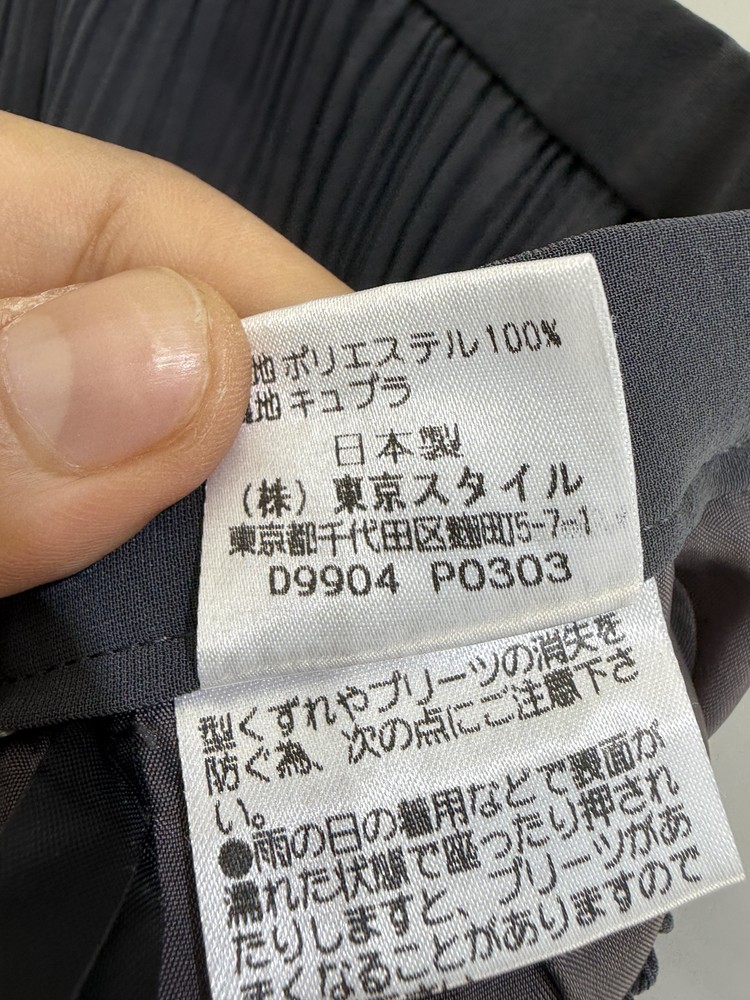 地 ポリエステル100%
地 キュプラ
日本製
(株) 東京スタイル
東京都千代田区麹町5-7-1
D9904 P0303
型くずれやプリーツの消失を
防ぐ為、次の点にご注意下さ
い。
●雨の日の着用などで表面が
濡れた状態で座ったり押され
たりしますと、プリーツがあ
まくなることがありますので